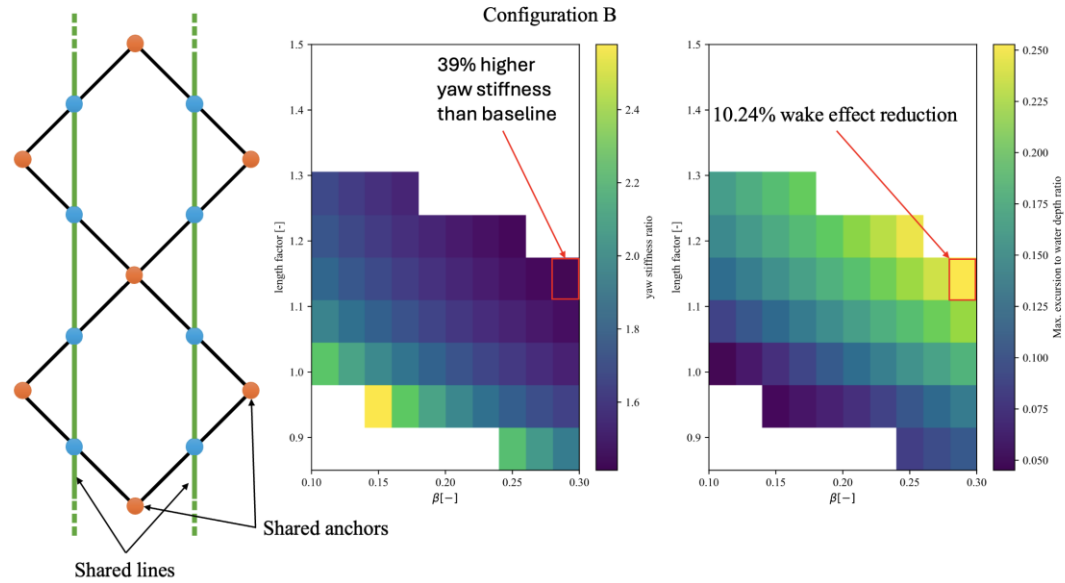 Configuration B
39% higher
yaw stiffness
than baseline
1.5
1.4
1.3
1.2
1.1
1.0
0.9
length factor [-]
0.10
0.15
0.20
0.25
0.30
β[−]
2.4
2.2
2.0
1.8
1.6
yaw stiffness ratio
10.24% wake effect reduction
1.5
1.4
1.3
1.2
1.1
1.0
0.9
length factor [-]
0.10
0.15
0.20
0.25
0.30
β[−]
0.250
0.225
0.200
0.175
0.150
0.125
0.100
0.075
0.050
Max. excursion to water depth ratio
Shared anchors
Shared lines